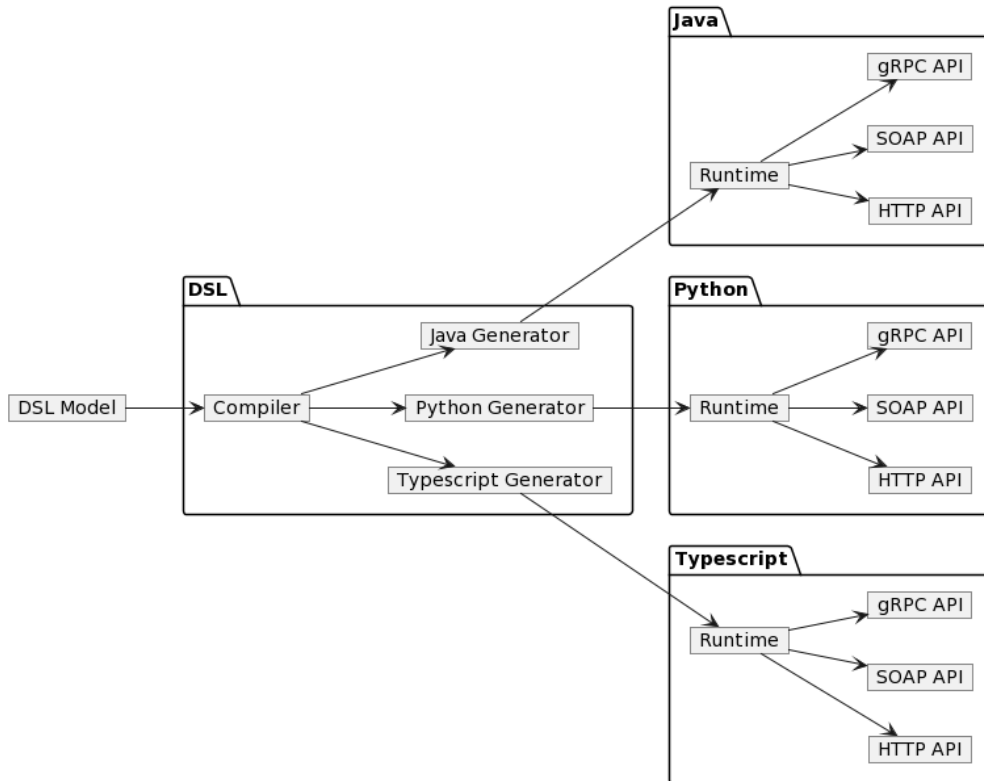 Java
gRPC API
SOAP API
Runtime
HTTP API
DSL
Java Generator
DSL Model
Compiler
Python Generator
Typescript Generator
Python
gRPC API
Runtime
SOAP API
HTTP API
Typescript
gRPC API
Runtime
SOAP API
HTTP API